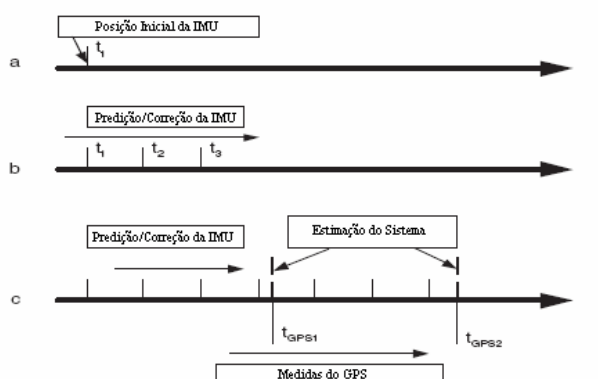 Posição Inicial da IMU
t1
a
Predição/Correção da IMU
t1 t2 t3
b
Estimação do Sistema
Predição/Correção da IMU
c
tGPS1
tGPS2
Medidas do GPS